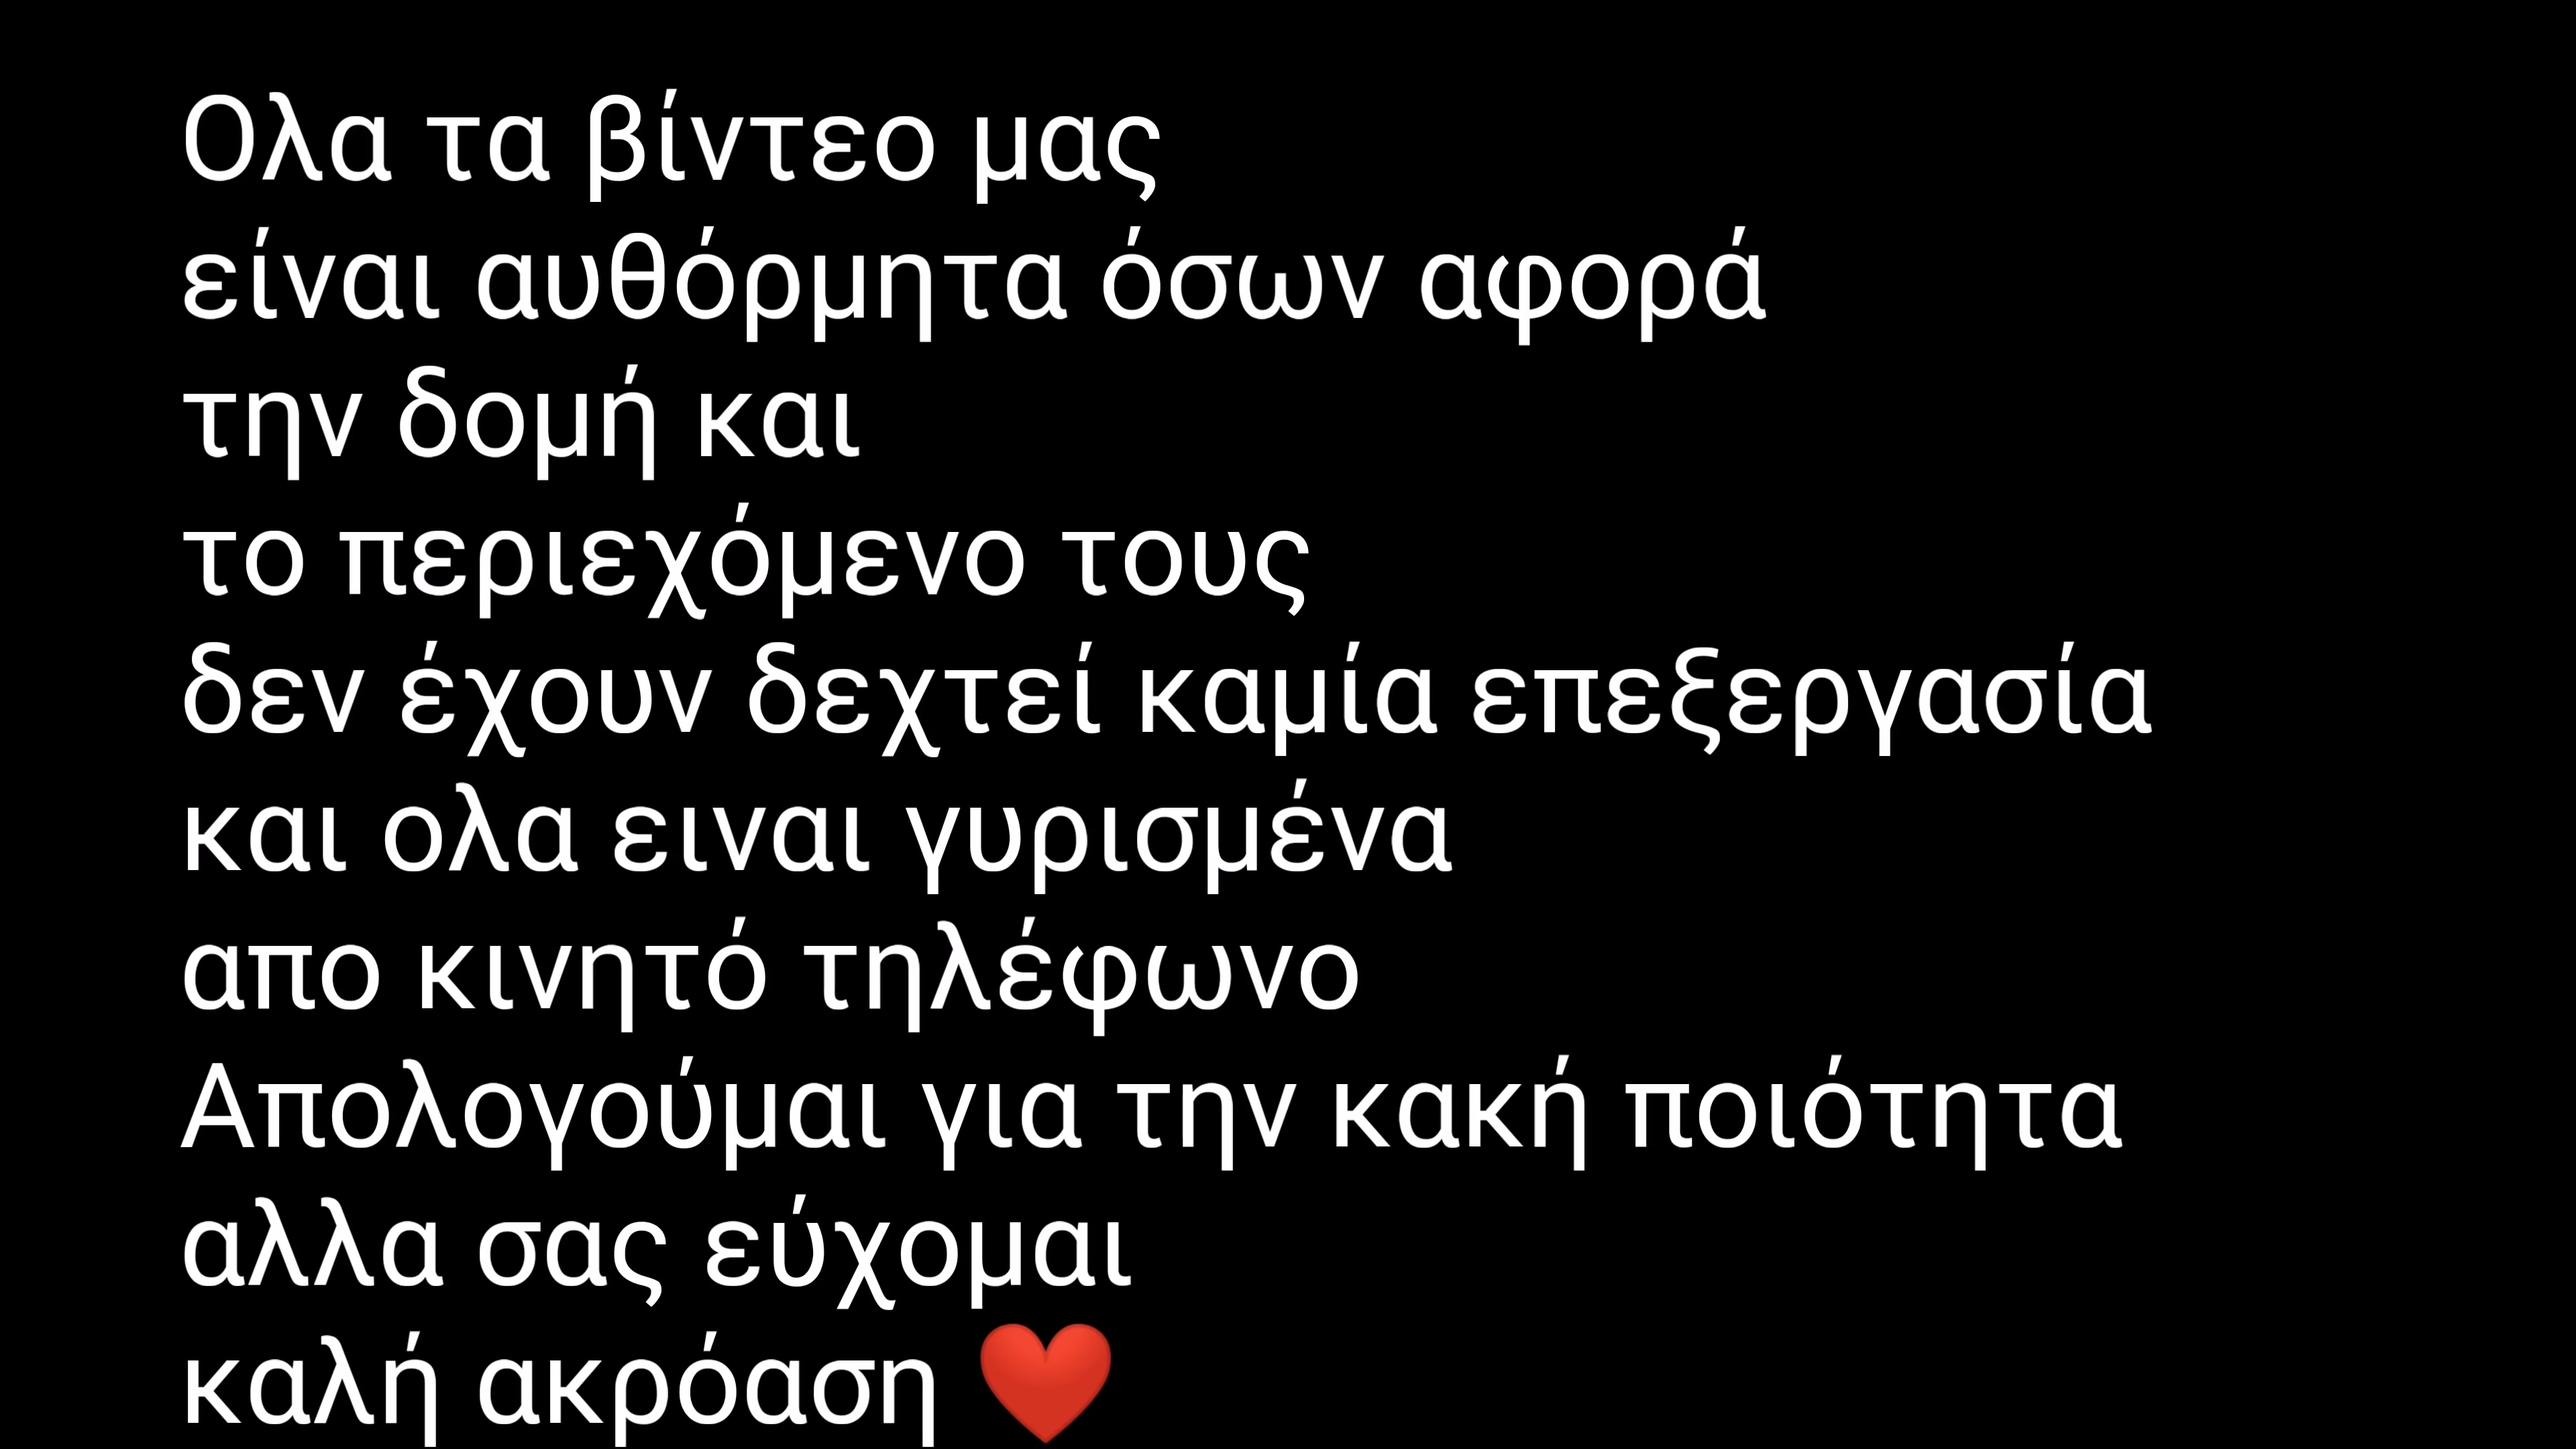 Ολα τα βίντεο μας
είναι αυθόρμητα όσων αφορά
την δομή και
το περιεχόμενο τους
δεν έχουν δεχτεί καμία επεξεργασία
και ολα ειναι γυρισμένα
απο κινητό τηλέφωνο
Απολογούμαι για την κακή ποιότητα
αλλα σας εύχομαι
καλή ακρόαση ❤️